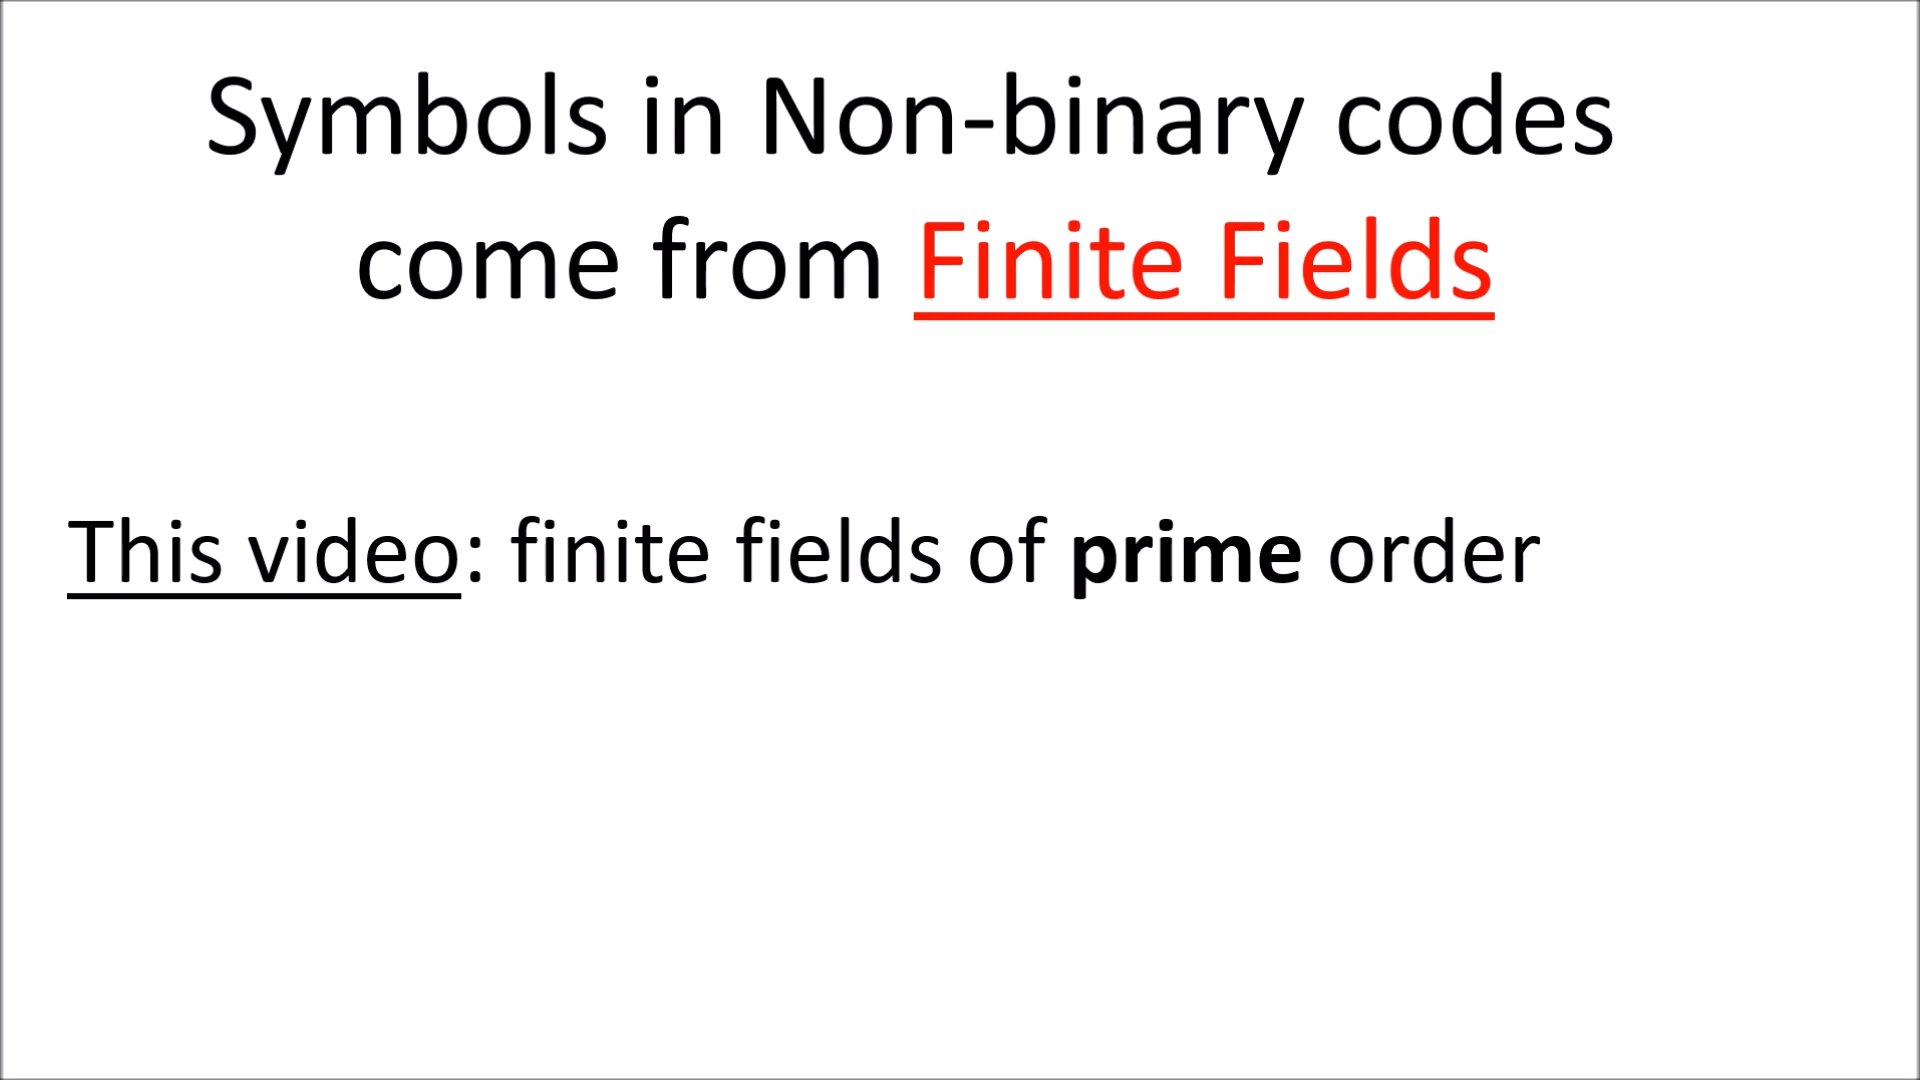 Symbols in Non-binary codes
come from Finite Fields
This video: finite fields of prime order